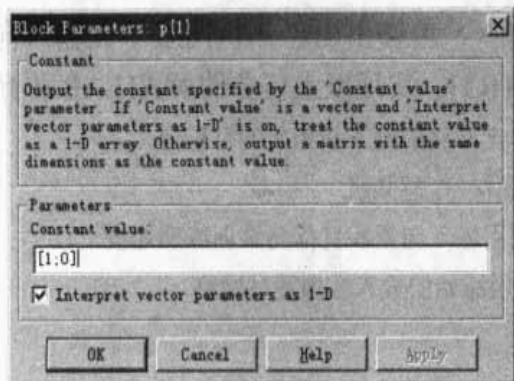 Block Parameters: p{1}
Constant
Output the constant specified by the 'Constant value'
parameter. If 'Constant value' is a vector and 'Interpret
vector parameters as 1-D' is on, treat the constant value
as a 1-D array. Otherwise, output a matrix with the same
dimensions as the constant value.
Parameters
Constant value:
[1;0]
Interpret vector parameters as 1-D
OK Cancel Help Apply